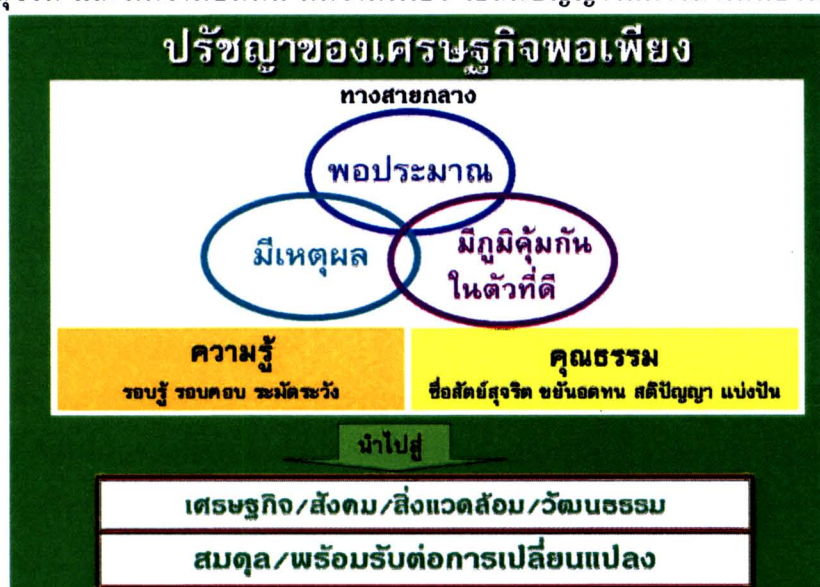 ปรัชญาของเศรษฐกิจพอเพียง
ทางสายกลาง
พอประมาณ
มีเหตุผล
มีภูมิคุ้มกัน
ในตัวที่ดี
ความรู้
รอบรู้ รอบคอบ ระมัดระวัง
คุณธรรม
ซื่อสัตย์สุจริต ขยันอดทน สติปัญญา แบ่งปัน
นำไปสู่
เศรษฐกิจ/สังคม/สิ่งแวดล้อม/วัฒนธรรม
สมดุล/พร้อมรับต่อการเปลี่ยนแปลง